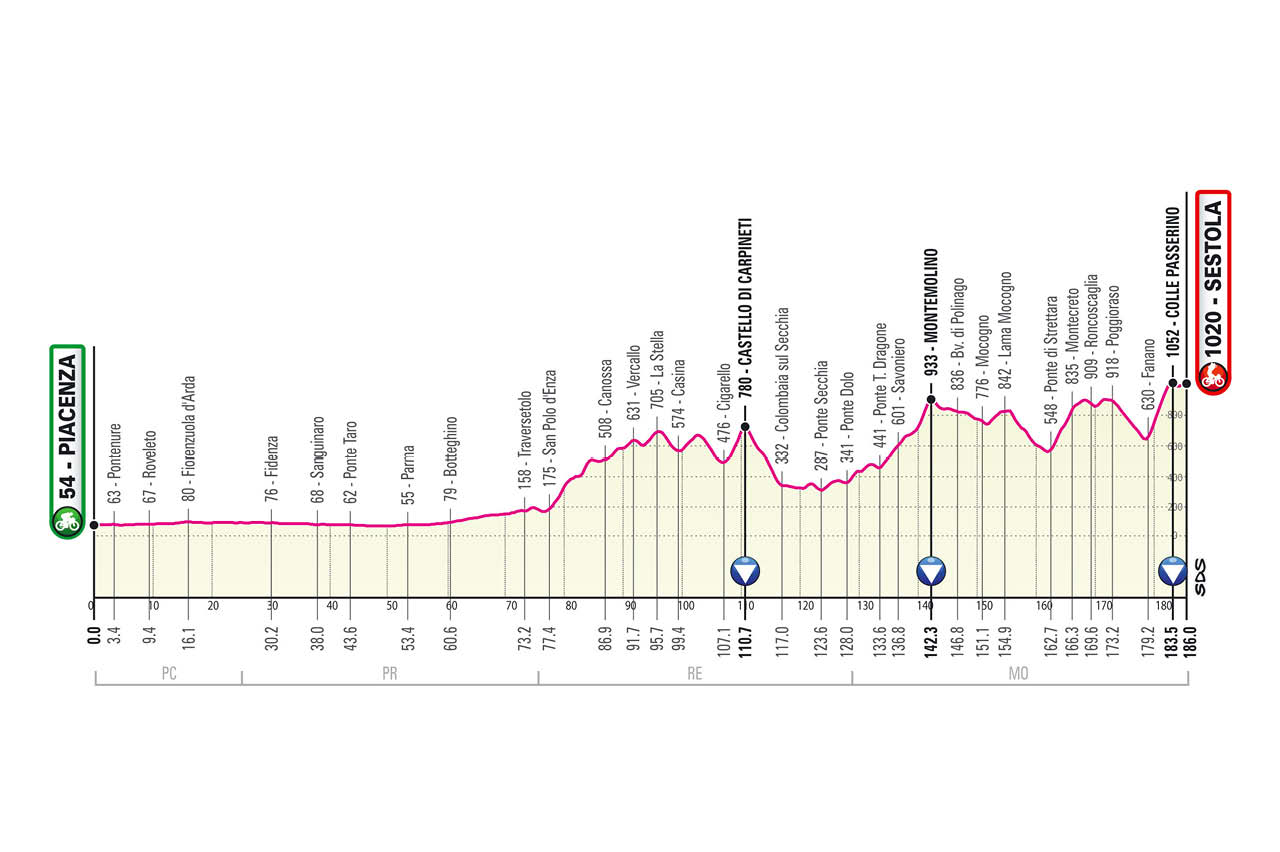 54 - PIACENZA
63 - Pontenure
67 - Roveleto
80 - Fiorenzuola d'Arda
76 - Fidenza
68 - Sanguinaro
62 - Ponte Taro
55 - Parma
79 - Botteghino
158 - Traversetolo
175 - San Polo d'Enza
508 - Canossa
631 - Vercallo
705 - La Stella
574 - Casina
476 - Cigarello
780 - CASTELLO DI CARPINETI
332 - Colombaia sul Secchia
287 - Ponte Secchia
341 - Ponte Dolo
441 - Ponte T. Dragone
601 - Savoniero
933 - MONTEMOLINO
836 - Bv. di Polinago
776 - Mocogno
842 - Lama Mocogno
548 - Ponte di Strettara
835 - Montecreto
909 - Roncoscaglia
918 - Poggioraso
630 - Fanano
1052 - COLLE PASSERINO
1020 - SESTOLA
800
600
400
200
0
SDS
0 10 20 30 40 50 60 70 80 90 100 110 120 130 140 150 160 170 180
0.0 3.4 9.4 16.1 30.2 38.0 43.6 53.4 60.6 73.2 77.4 86.9 91.7 95.7 99.4 107.1 110.7 117.0 123.6 128.0 133.6 136.8 142.3 146.8 151.1 154.9 162.7 166.3 169.6 173.2 179.2 183.5 186.0
PC PR RE MO